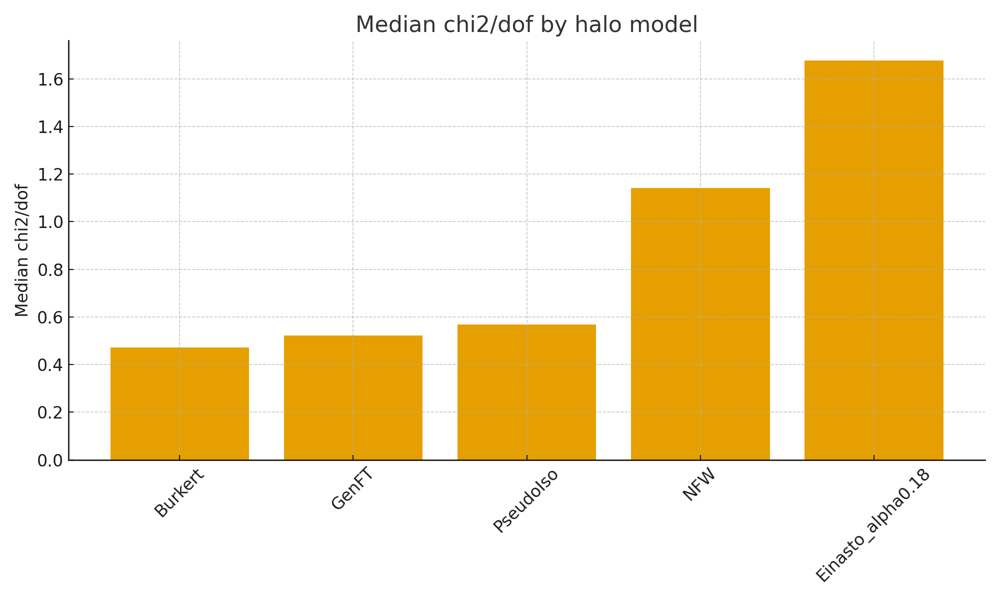 Median chi2/dof by halo model
Median chi2/dof
1.6
1.4
1.2
1.0
0.8
0.6
0.4
0.2
0.0
Burkert
GenFT
PseudoIso
NFW
Einasto_alpha0.18